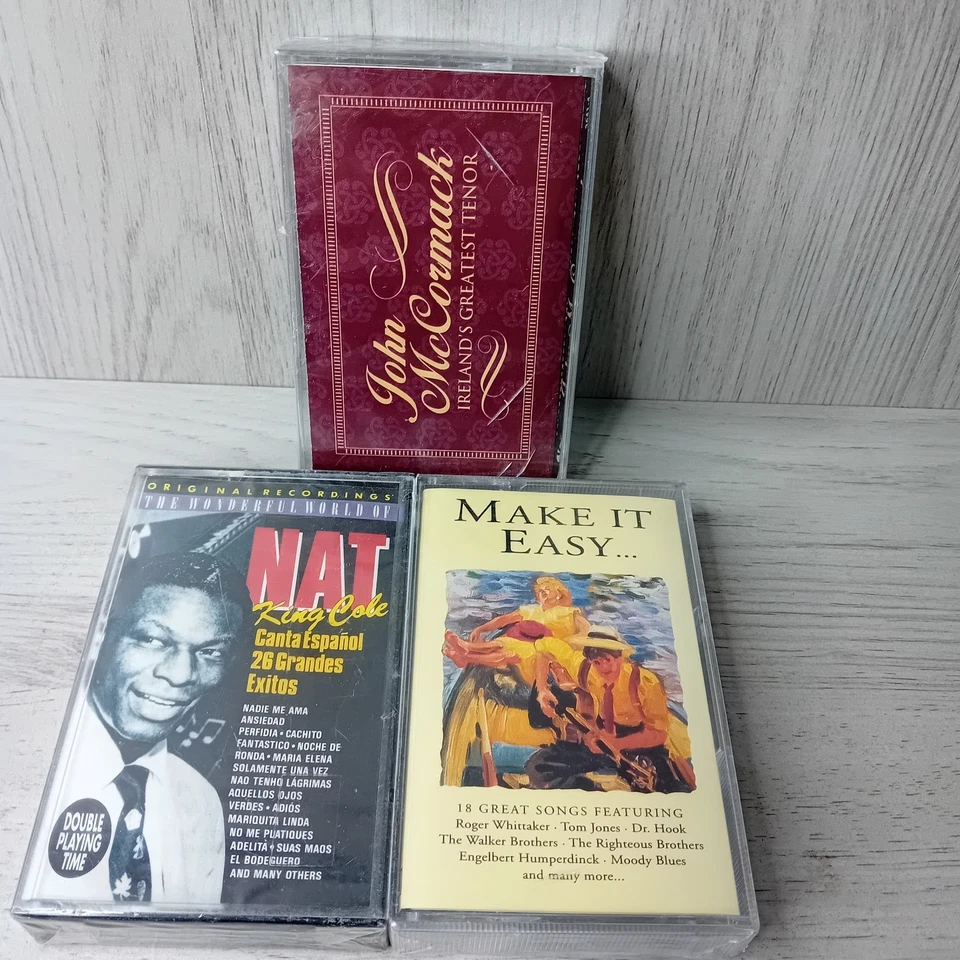 John
McCormack
IRELAND'S GREATEST TENOR
ORIGINAL RECORDINGS
THE WONDERFUL WORLD OF
NAT
King Cole
Canta Español
26 Grandes
Exitos
NADIE ME AMA
ANSIEDAD
PERFIDIA • CACHITO
FANTASTICO • NOCHE DE
RONDA • MARIA ELENA
SOLAMENTE UNA VEZ
NAO TENHO LÁGRIMAS
AQUELLOS OJOS
VERDES • ADIÓS
MARIQUITA LINDA
NO ME PLATIQUES
ADELITA • SUAS MAOS
EL BODEGUERO
AND MANY OTHERS
DOUBLE
PLAYING
TIME
MAKE IT
EASY...
18 GREAT SONGS FEATURING
Roger Whittaker · Tom Jones · Dr. Hook
The Walker Brothers · The Righteous Brothers
Engelbert Humperdinck · Moody Blues
and many more...